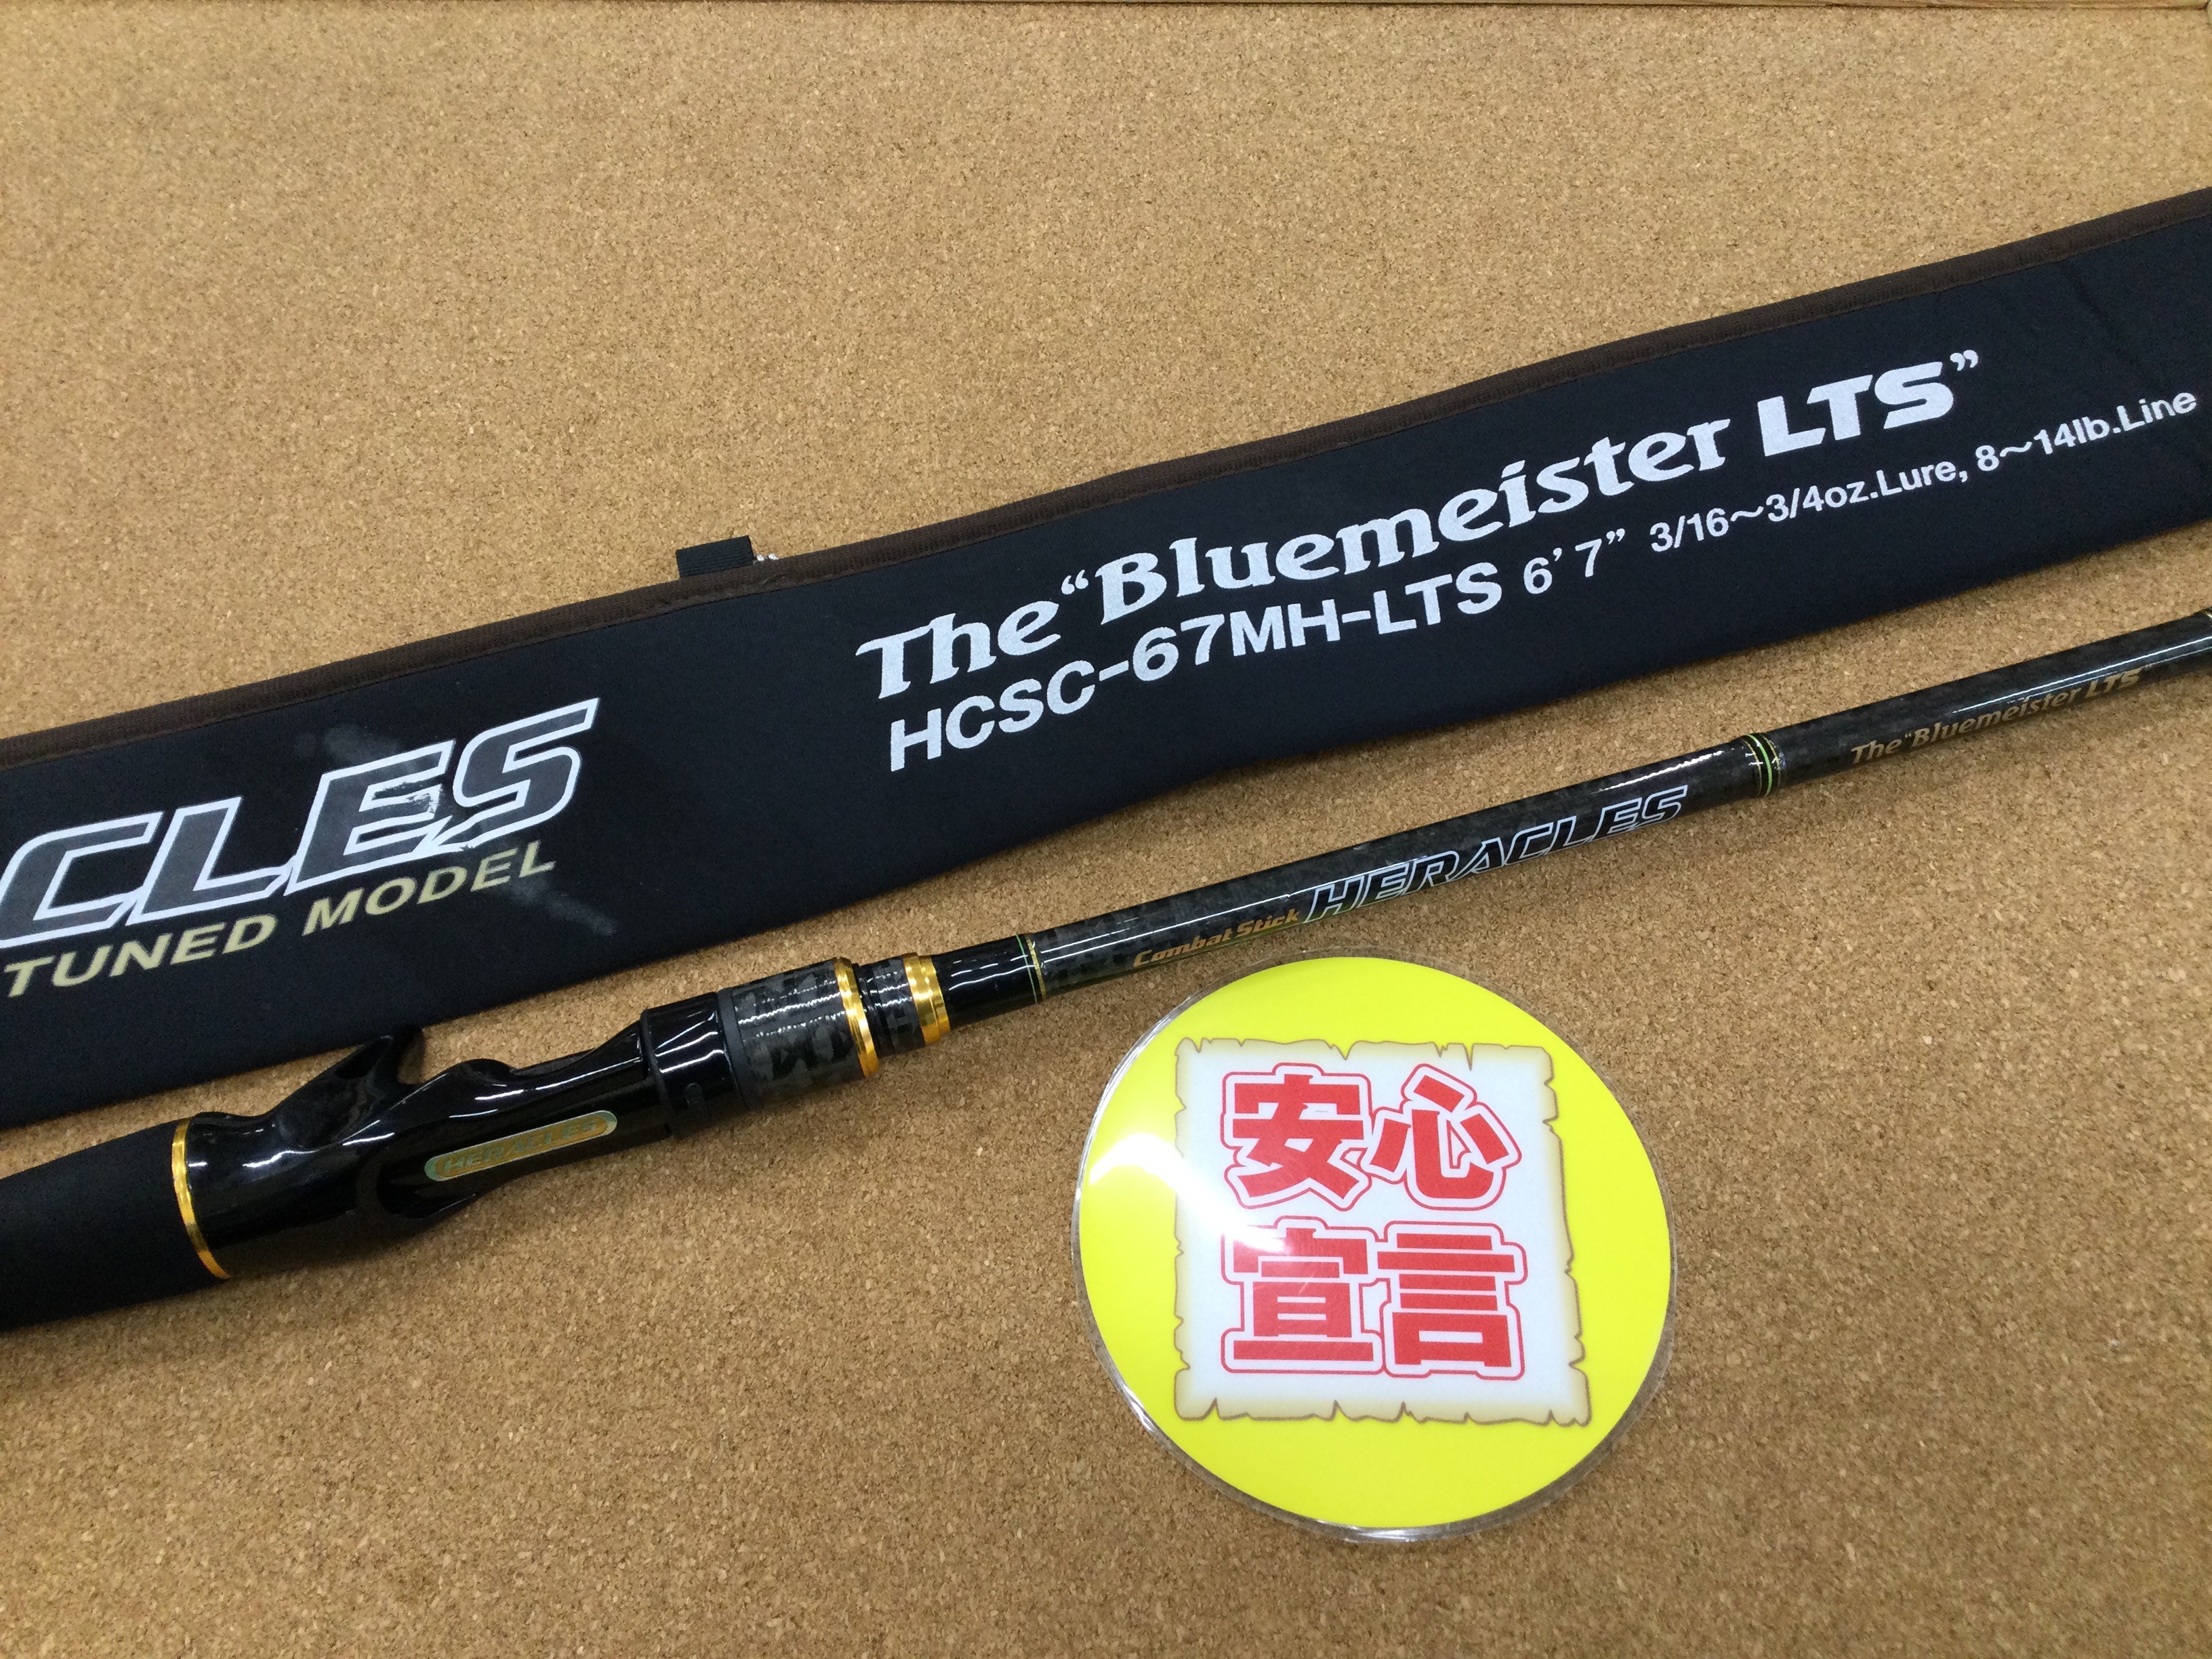 The “Bluemeister LTS”
HCSC-67MH-LTS 6’7” 3/16～3/4oz.Lure, 8～14lb.Line
CLES
TUNED MODEL
Combat Stick HERACLES
The “Bluemeister LTS
HERACLES
安心
宣言